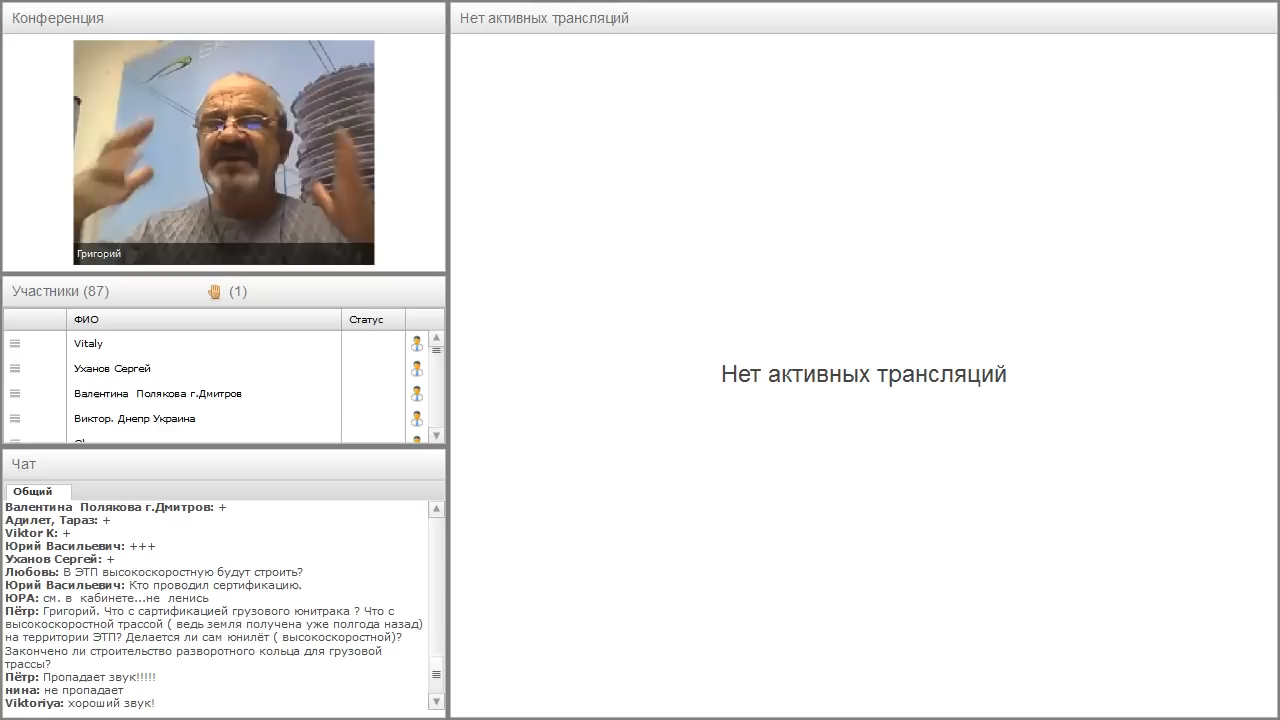 Конференция
Нет активных трансляций
Григорий
Участники (87)
(1)
ФИО
Статус
Vitaly
Уханов Сергей
Валентина Полякова г.Дмитров
Виктор. Днепр Украина
Чат
Общий
Валентина Полякова г.Дмитров: +
Адилет, Тараз: +
Viktor K: +
Юрий Васильевич: +++
Уханов Сергей: +
Любовь: В ЭТП высокоскоростную будут строить?
Юрий Васильевич: Кто проводил сертификацию.
ЮРА: см. в кабинете...не ленись
Пётр: Григорий. Что с сартификацией грузового юнитрака ? Что с
высокоскоростной трассой ( ведь земля получена уже полгода назад)
на территории ЭТП? Делается ли сам юнилёт ( высокоскоростной)?
Закончено ли строительство разворотного кольца для грузовой
трассы?
Пётр: Пропадает звук!!!!!
нина: не пропадает
Viktoriya: хороший звук!
Нет активных трансляций